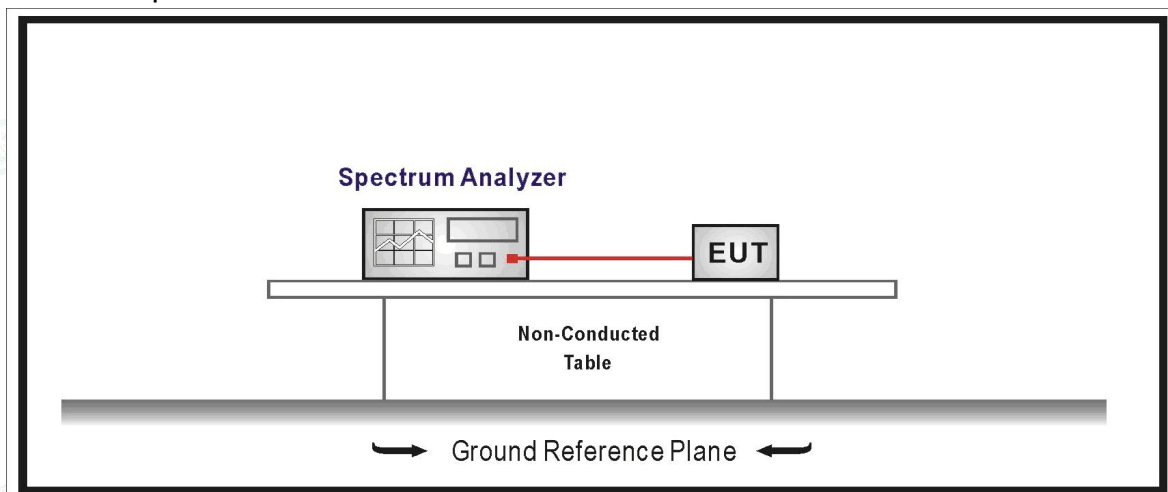 Spectrum Analyzer
EUT
Non-Conducted
Table
Ground Reference Plane